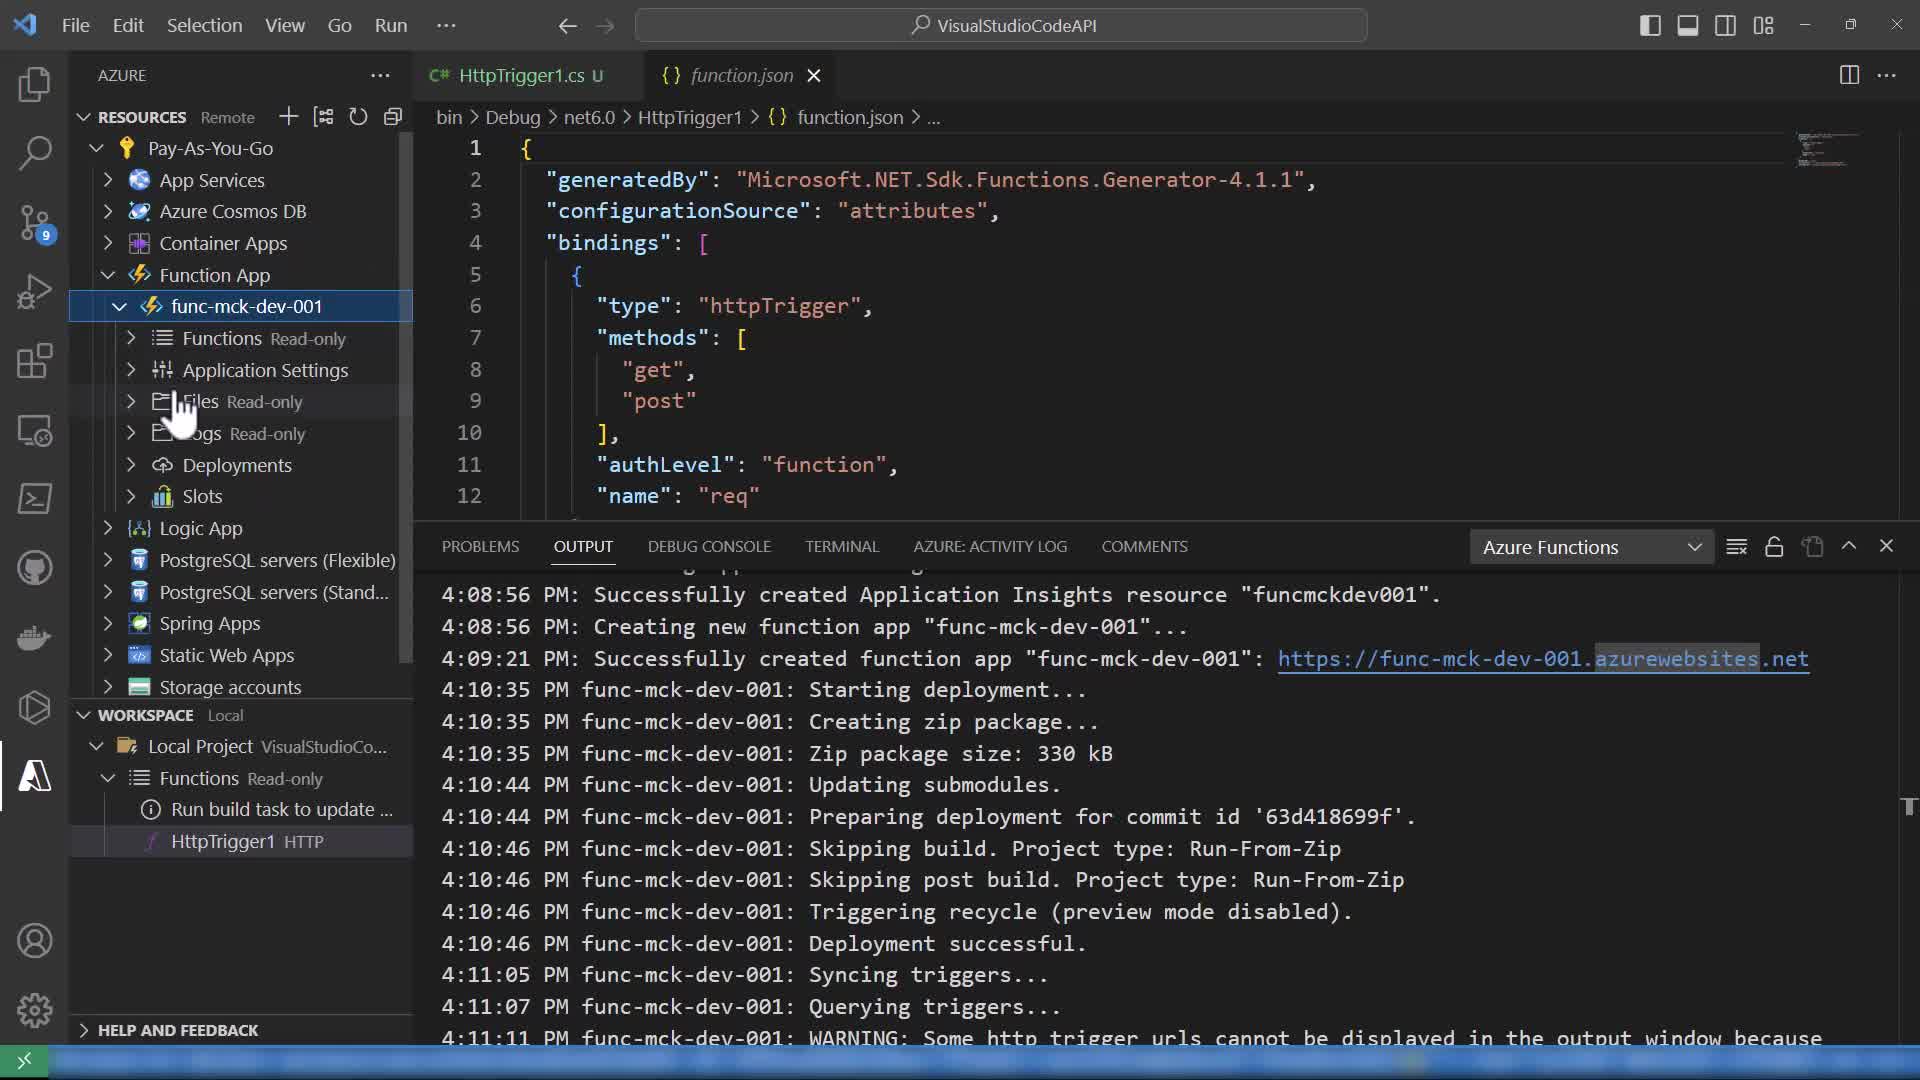 File Edit Selection View Go Run ···
VisualStudioCodeAPI
AZURE ···
RESOURCES Remote
Pay-As-You-Go
App Services
Azure Cosmos DB
Container Apps
Function App
func-mck-dev-001
Functions Read-only
Application Settings
Files Read-only
Read-only
Deployments
Slots
Logic App
PostgreSQL servers (Flexible)
PostgreSQL servers (Stand...
Spring Apps
Static Web Apps
Storage accounts
WORKSPACE Local
Local Project VisualStudioCo...
Functions Read-only
Run build task to update ...
HttpTrigger1 HTTP
HELP AND FEEDBACK
9
C# HttpTrigger1.cs U
{} function.json
bin > Debug > net6.0 > HttpTrigger1 > {} function.json > ...
1 {
2 "generatedBy": "Microsoft.NET.Sdk.Functions.Generator-4.1.1",
3 "configurationSource": "attributes",
4 "bindings": [
5 {
6 "type": "httpTrigger",
7 "methods": [
8 "get",
9 "post"
10 ],
11 "authLevel": "function",
12 "name": "req"
PROBLEMS OUTPUT DEBUG CONSOLE TERMINAL AZURE: ACTIVITY LOG COMMENTS
Azure Functions
4:08:56 PM: Successfully created Application Insights resource "funcmckdev001".
4:08:56 PM: Creating new function app "func-mck-dev-001"...
4:09:21 PM: Successfully created function app "func-mck-dev-001": https://func-mck-dev-001.azurewebsites.net
4:10:35 PM func-mck-dev-001: Starting deployment...
4:10:35 PM func-mck-dev-001: Creating zip package...
4:10:35 PM func-mck-dev-001: Zip package size: 330 kB
4:10:44 PM func-mck-dev-001: Updating submodules.
4:10:44 PM func-mck-dev-001: Preparing deployment for commit id '63d418699f'.
4:10:46 PM func-mck-dev-001: Skipping build. Project type: Run-From-Zip
4:10:46 PM func-mck-dev-001: Skipping post build. Project type: Run-From-Zip
4:10:46 PM func-mck-dev-001: Triggering recycle (preview mode disabled).
4:10:46 PM func-mck-dev-001: Deployment successful.
4:11:05 PM func-mck-dev-001: Syncing triggers...
4:11:07 PM func-mck-dev-001: Querying triggers...
4:11:11 PM func-mck-dev-001: WARNING: Some http trigger urls cannot be displayed in the output window because